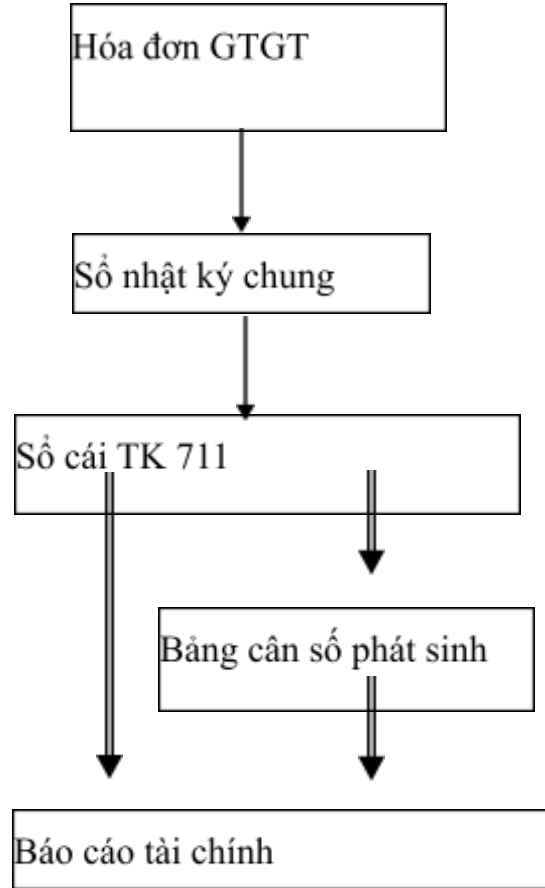 Hóa đơn GTGT
Sổ nhật ký chung
Sổ cái TK 711
Bảng cân số phát sinh
Báo cáo tài chính